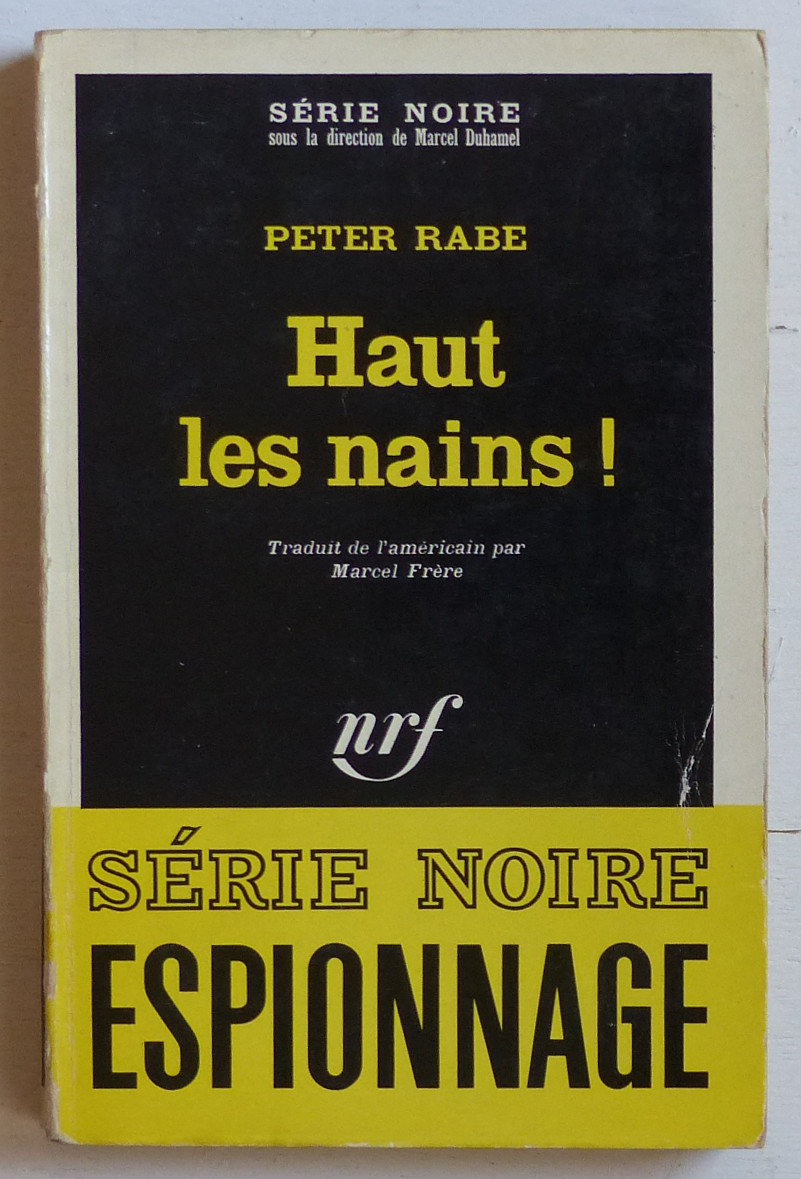 SÉRIE NOIRE
sous la direction de Marcel Duhamel
PETER RABE
Haut
les nains !
Traduit de l'américain par
Marcel Frère
nrf
SÉRIE NOIRE
ESPIONNAGE